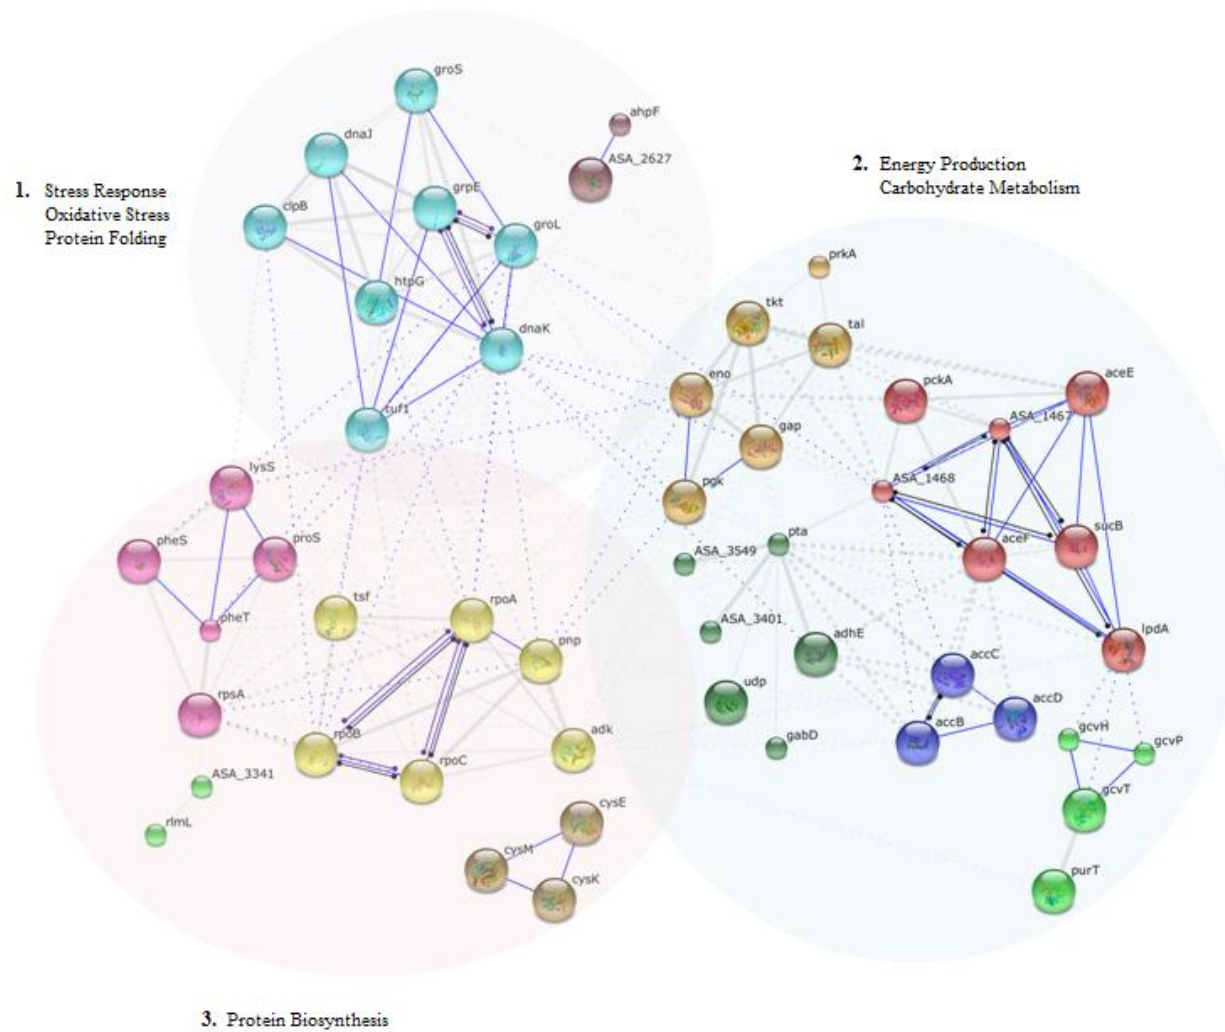 groS
ahpF
dnaJ
ASA_2627
2. Energy Production
Carbohydrate Metabolism
1. Stress Response
Oxidative Stress
Protein Folding
grpE
clpB
groL
prkA
htpG
tkt
tal
dnaK
eno
pckA
aceE
tuf1
ASA_1467
gap
lysS
pgk
ASA_1468
pheS
proS
pta
aceF
sucB
ASA_3549
tsf
rpoA
pheT
pnp
ASA_3401
adhE
lpdA
accC
rpsA
udp
accD
rpoB
adk
accB
gcvH
gabD
gcvP
rpoC
ASA_3341
gcvT
cysE
rlmL
cysM
cysK
purT
3. Protein Biosynthesis